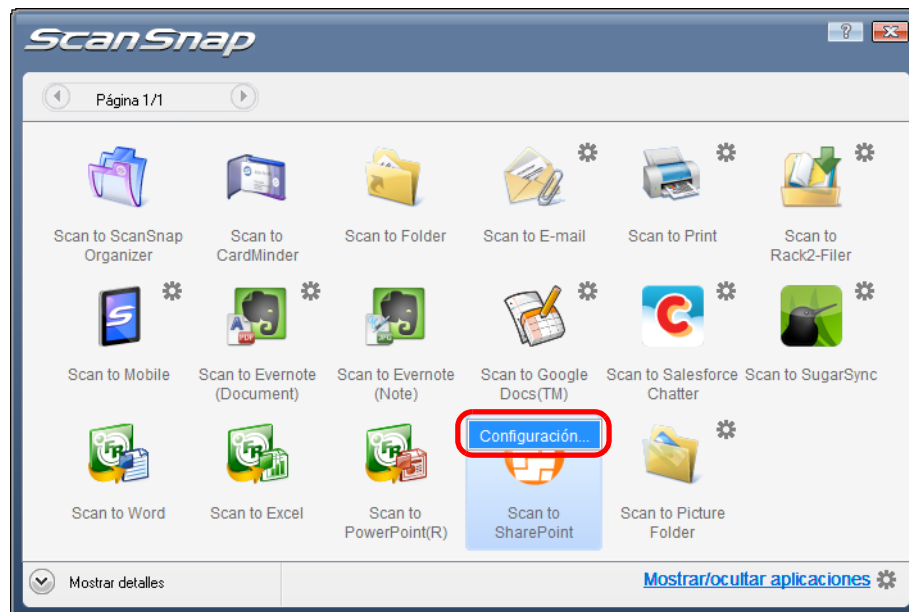 ScanSnap
Página 1/1
Scan to ScanSnap
Organizer
Scan to
CardMinder
Scan to Folder
Scan to E-mail
Scan to Print
Scan to
Rack2-Filer
Scan to Mobile
Scan to Evernote
(Document)
Scan to Evernote
(Note)
Scan to Google
Docs(TM)
Scan to Salesforce
Chatter
Scan to SugarSync
Configuración...
Scan to Word
Scan to Excel
Scan to
PowerPoint(R)
Scan to
SharePoint
Scan to Picture
Folder
Mostrar detalles
Mostrar/ocultar aplicaciones